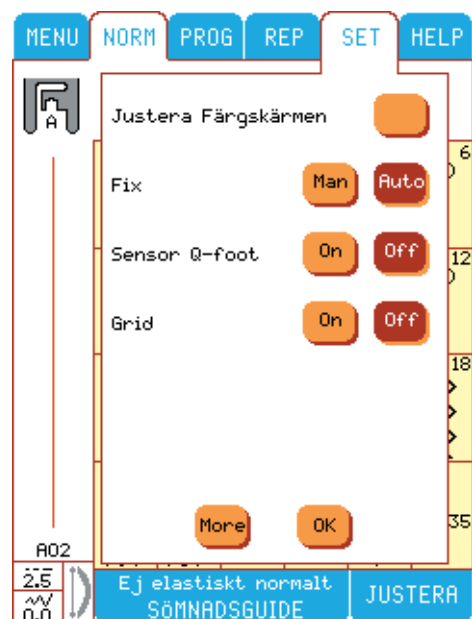 MENU NORM PROG REP SET HELP
A
Justera Färgskärmen
6
Fix Man Auto
Sensor Q-foot On Off
12
Grid On Off
18
More OK
35
A02
2.5
0.0
Ej elastiskt normalt
SöMNADSGUIDE
JUSTERA